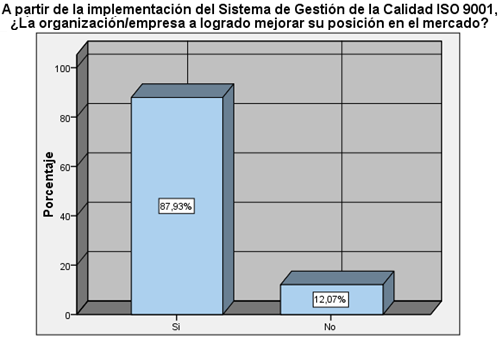 A partir de la implementación del Sistema de Gestión de la Calidad ISO 9001,
¿La organización/empresa a logrado mejorar su posición en el mercado?
Porcentaje
100
80
60
40
20
0
87,93%
12,07%
Si
No